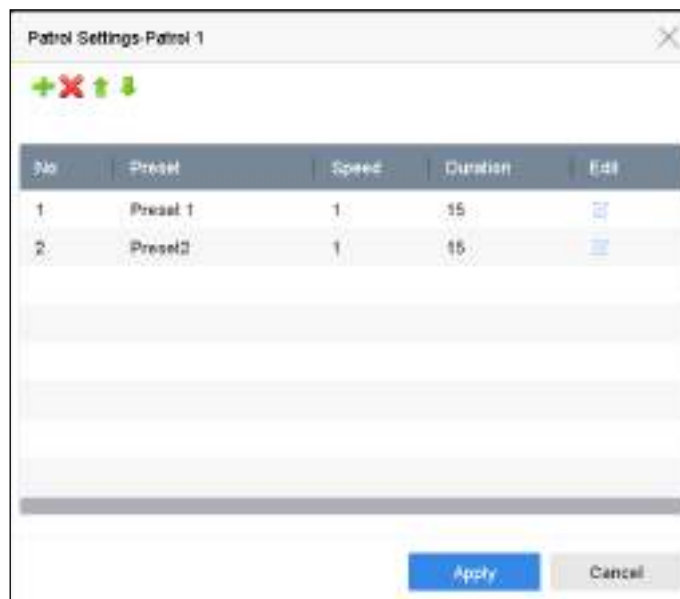 Patrol Settings-Patrol 1
No Preset Speed Duration Edit
1 Preset 1 1 15
2 Preset2 1 15
Apply Cancel